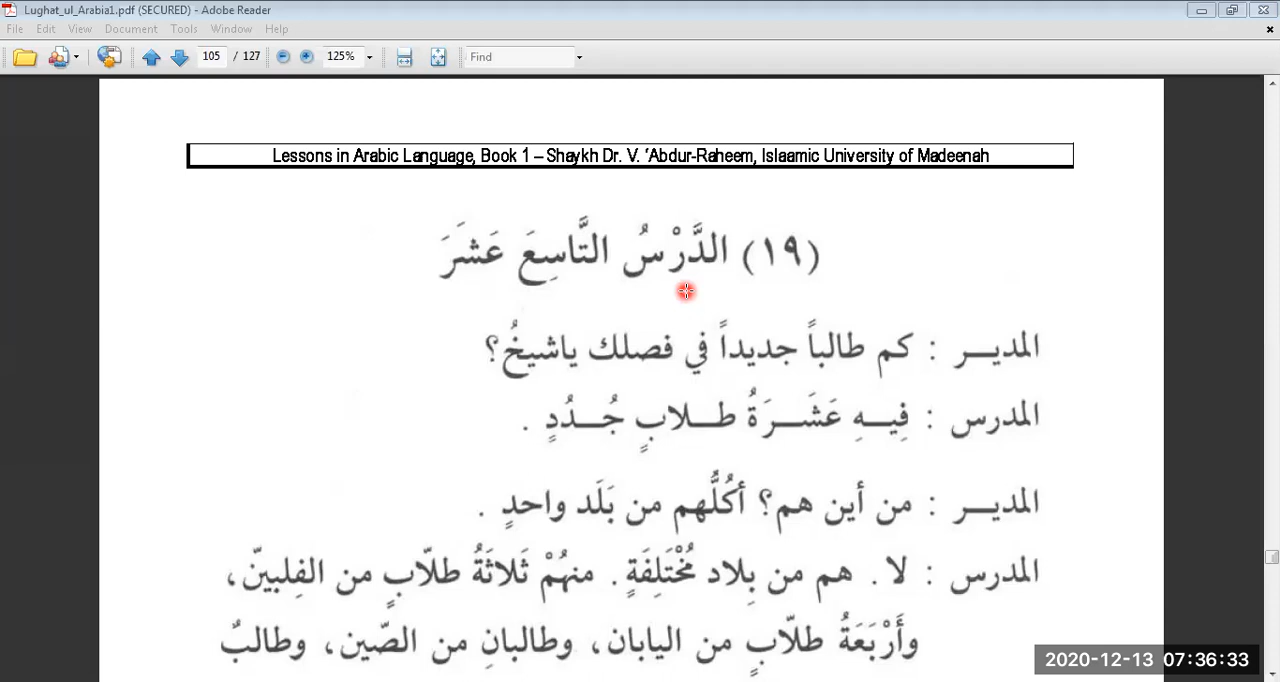 Lughat_ul_Arabia1.pdf (SECURED) - Adobe Reader
File Edit View Document Tools Window Help
105 / 127 125% Find
Lessons in Arabic Language, Book 1 – Shaykh Dr. V. ‘Abdur-Raheem, Islaamic University of Madeenah
(١٩) الدَّرْسُ التَّاسِعَ عَشَرَ
المديـــر : كم طالباً جديداً في فصلك ياشيخُ؟
المدرس : فِيـــهِ عَشَـــرَةُ طـــلابٍ جُـــدُدٍ .
المديـــر : من أين هم؟ أكُلُّهم من بَلَد واحدٍ .
المدرس : لا . هم من بِلاد مُخْتَلِفَةٍ . منهُمْ ثَلاثَةُ طلّابٍ من الفِلبينّ،
وأَرْبَعَةُ طلّابٍ من اليابان، وطالبانِ من الصّين، وطالبٌ
2020-12-13 07:36:33